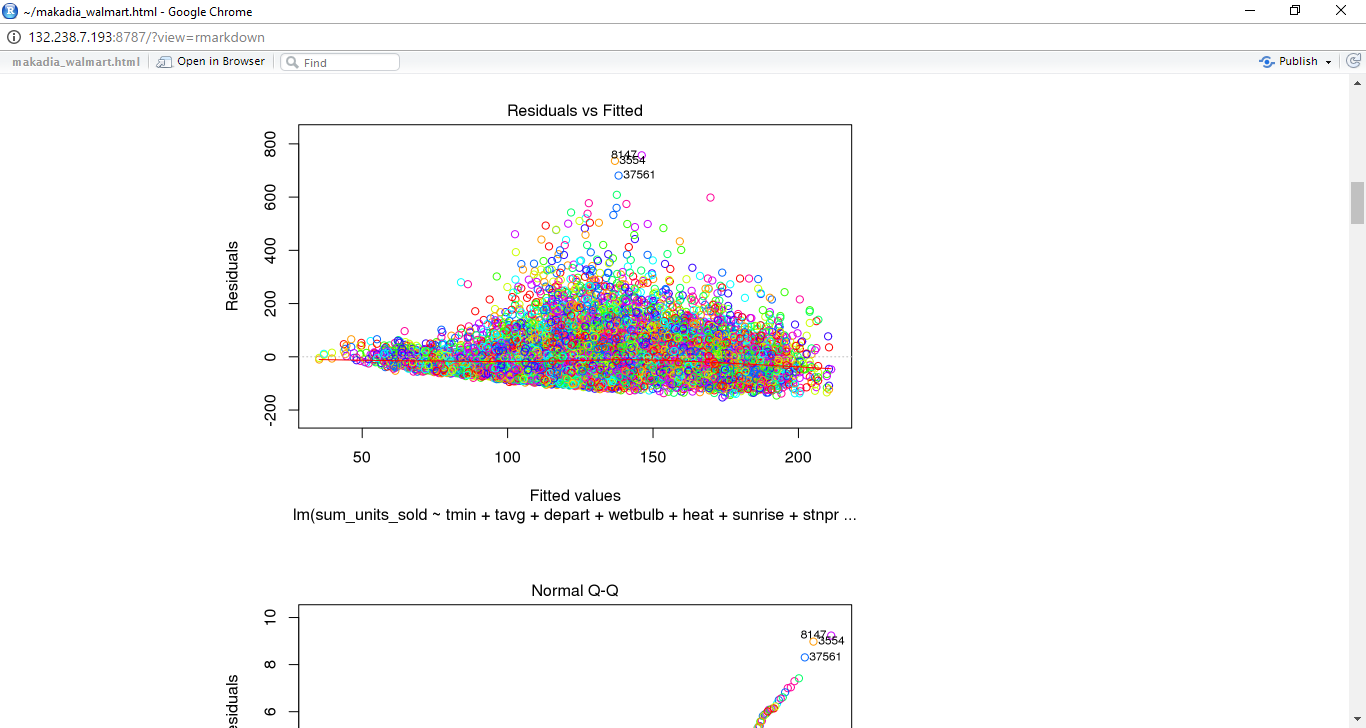 ~/makadia_walmart.html - Google Chrome
132.238.7.193:8787/?view=rmarkdown
makadia_walmart.html Open in Browser Find Publish
Residuals vs Fitted
800
8147
3554
37561
600
400
200
0
-200
Residuals
50 100 150 200
Fitted values
lm(sum_units_sold ~ tmin + tavg + depart + wetbulb + heat + sunrise + stnpr ...
Normal Q-Q
10
8147
3554
37561
8
6
esiduals